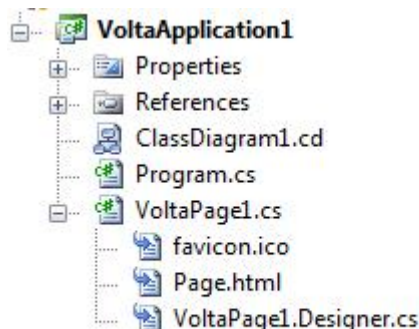 VoltaApplication1
Properties
References
ClassDiagram1.cd
Program.cs
VoltaPage1.cs
favicon.ico
Page.html
VoltaPage1.Designer.cs